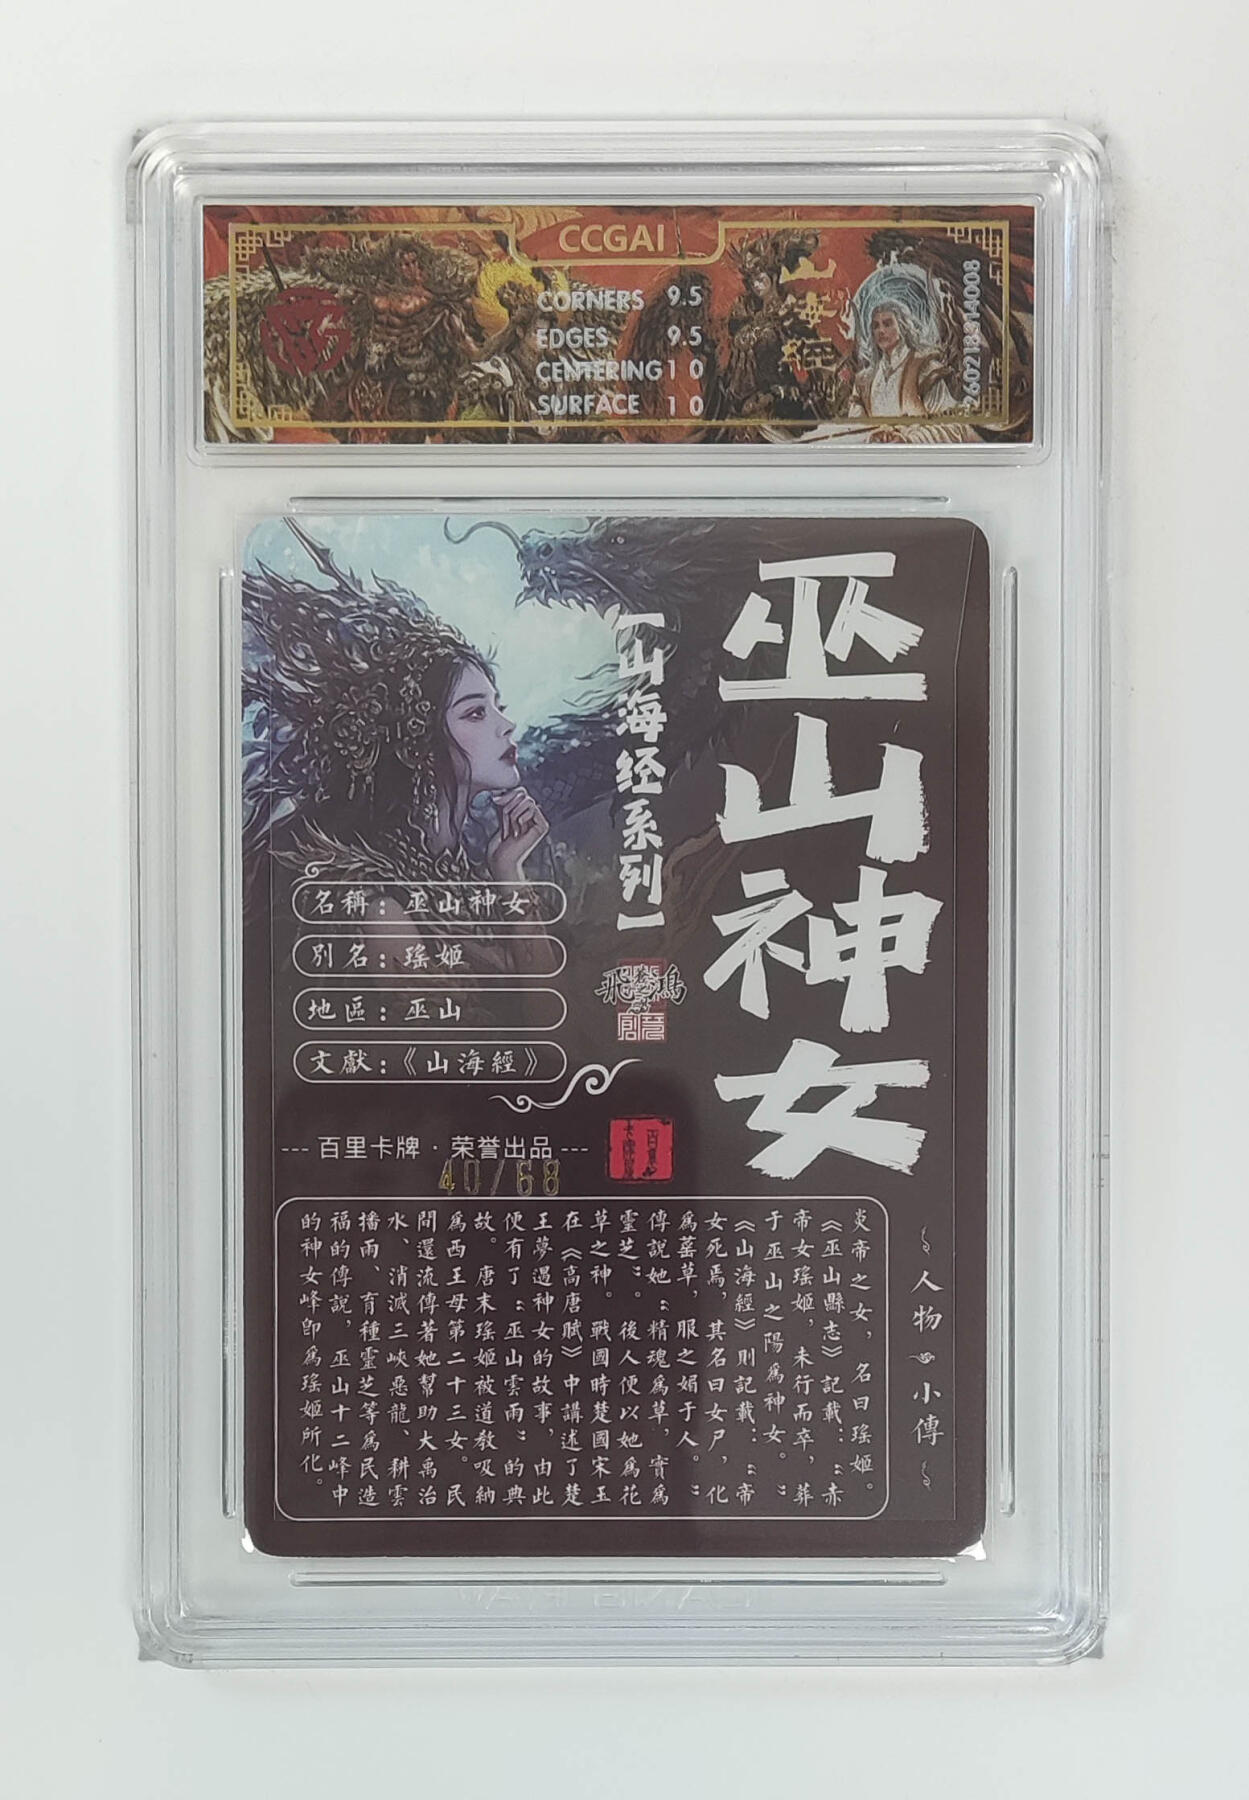 CCGAI
CORNERS 9.5
EDGES 9.5
CENTERING 10
SURFACE 10
山海經
260218314008
巫山神女
【山海经系列】
飛鴻
名稱：巫山神女
別名：瑤姬
地區：巫山
文獻：《山海經》
--- 百里卡牌 · 荣誉出品 ---
40/68
人物小傳
炎帝之女，名曰瑤姬。
《巫山縣志》記載：“赤
帝女瑤姬，未行而卒，葬
于巫山之陽爲神女。”
《山海經》則記載：“帝
女死焉，其名曰女尸，化
爲䔄草，服之媚于人。”
傳說她“精魂爲草，實爲
靈芝”。後人便以她爲花
草之神。戰國時楚國宋玉
在《高唐賦》中講述了楚
王夢遇神女的故事，由此
便有了“巫山雲雨”的典
故。唐末瑤姬被道教吸納
爲西王母第二十三女。民
間還流傳著她幫助大禹治
水、消滅三峽惡龍、耕雲
播雨、育種靈芝等爲民造
福的傳說，巫山十二峰中
的神女峰即爲瑤姬所化。